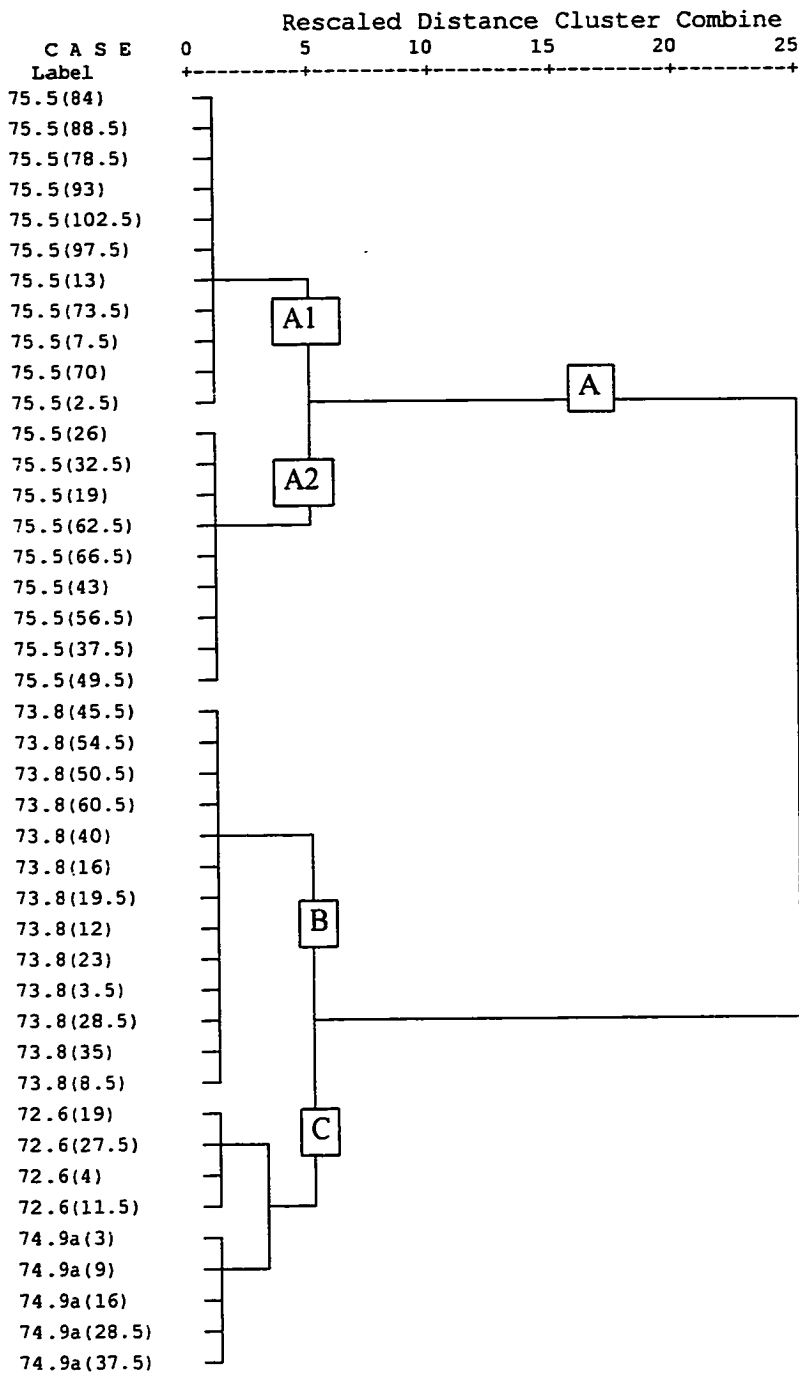 Rescaled Distance Cluster Combine
C A S E 0 5 10 15 20 25
Label +---------+---------+---------+---------+---------+
75.5(84)
75.5(88.5)
75.5(78.5)
75.5(93)
75.5(102.5)
75.5(97.5)
75.5(13)
75.5(73.5)
A1
75.5(7.5)
75.5(70)
A
75.5(2.5)
75.5(26)
75.5(32.5)
A2
75.5(19)
75.5(62.5)
75.5(66.5)
75.5(43)
75.5(56.5)
75.5(37.5)
75.5(49.5)
73.8(45.5)
73.8(54.5)
73.8(50.5)
73.8(60.5)
73.8(40)
73.8(16)
73.8(19.5)
B
73.8(12)
73.8(23)
73.8(3.5)
73.8(28.5)
73.8(35)
73.8(8.5)
72.6(19)
C
72.6(27.5)
72.6(4)
72.6(11.5)
74.9a(3)
74.9a(9)
74.9a(16)
74.9a(28.5)
74.9a(37.5)